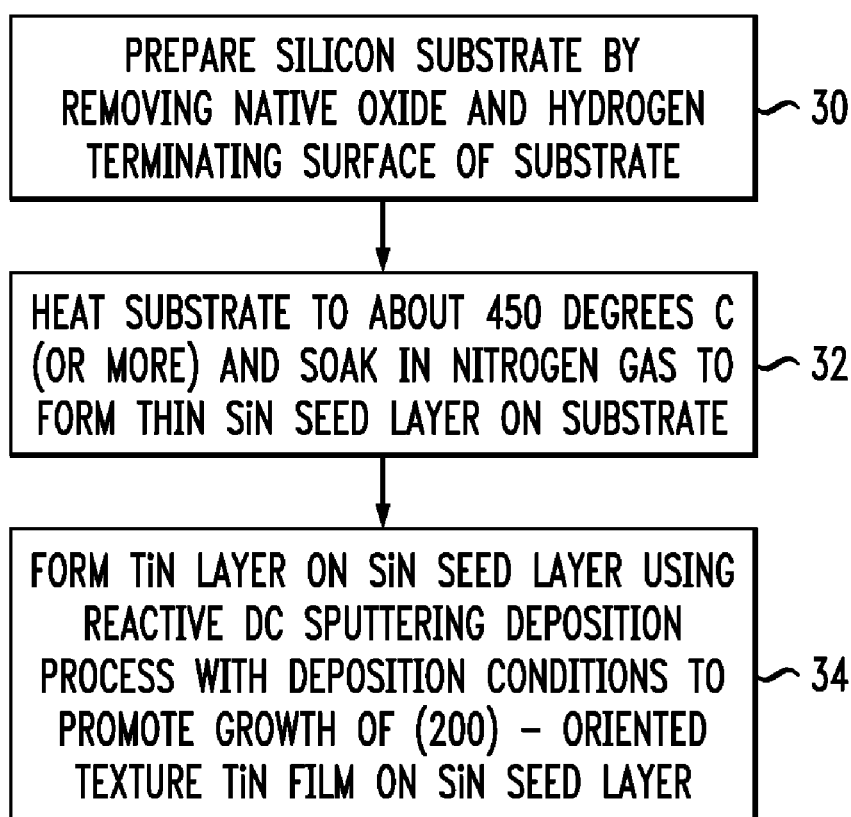 PREPARE SILICON SUBSTRATE BY
REMOVING NATIVE OXIDE AND HYDROGEN
TERMINATING SURFACE OF SUBSTRATE
30
HEAT SUBSTRATE TO ABOUT 450 DEGREES C
(OR MORE) AND SOAK IN NITROGEN GAS TO
FORM THIN SiN SEED LAYER ON SUBSTRATE
32
FORM TiN LAYER ON SiN SEED LAYER USING
REACTIVE DC SPUTTERING DEPOSITION
PROCESS WITH DEPOSITION CONDITIONS TO
PROMOTE GROWTH OF (200) – ORIENTED
TEXTURE TiN FILM ON SiN SEED LAYER
34